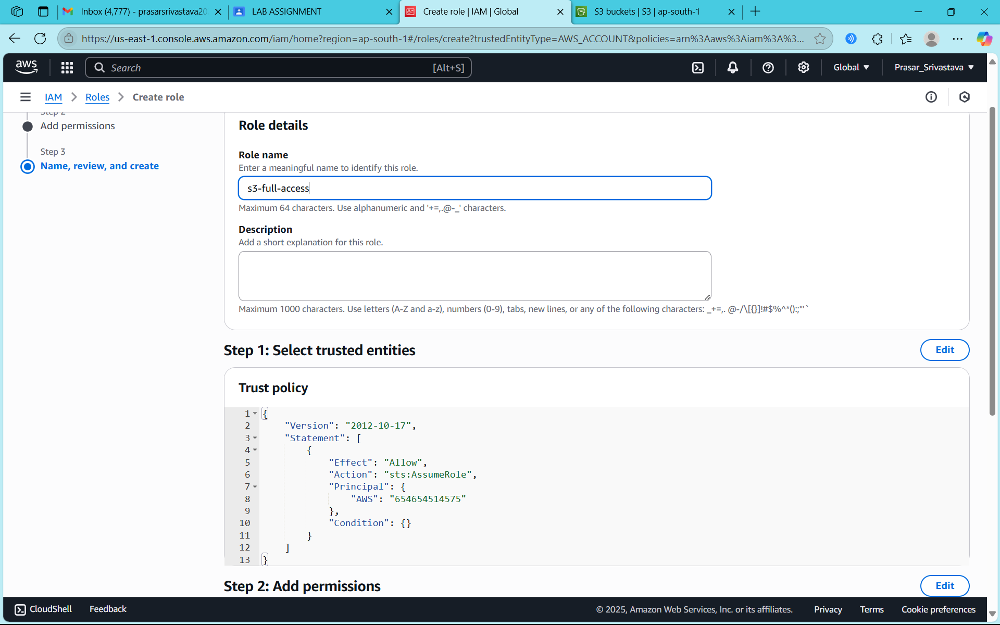 Inbox (4,777) - prasarsrivastava20
LAB ASSIGNMENT
Create role | IAM | Global
S3 buckets | S3 | ap-south-1
https://us-east-1.console.aws.amazon.com/iam/home?region=ap-south-1#/roles/create?trustedEntityType=AWS_ACCOUNT&policies=arn%3Aaws%3Aiam%3A%3...
aws
Search
[Alt+S]
Global
Prasar_Srivastava
IAM
Roles
Create role
Step 2
Add permissions
Step 3
Name, review, and create
Role details
Role name
Enter a meaningful name to identify this role.
s3-full-access
Maximum 64 characters. Use alphanumeric and '+=,.@-_' characters.
Description
Add a short explanation for this role.
Maximum 1000 characters. Use letters (A-Z and a-z), numbers (0-9), tabs, new lines, or any of the following characters: _+=,. @-/\[{}]!#$%^*();:"'`
Step 1: Select trusted entities
Edit
Trust policy
1 {
2     "Version": "2012-10-17",
3     "Statement": [
4         {
5             "Effect": "Allow",
6             "Action": "sts:AssumeRole",
7             "Principal": {
8                 "AWS": "654654514575"
9             },
10             "Condition": {}
11         }
12     ]
13 }
Step 2: Add permissions
Edit
CloudShell
Feedback
© 2025, Amazon Web Services, Inc. or its affiliates.
Privacy
Terms
Cookie preferences